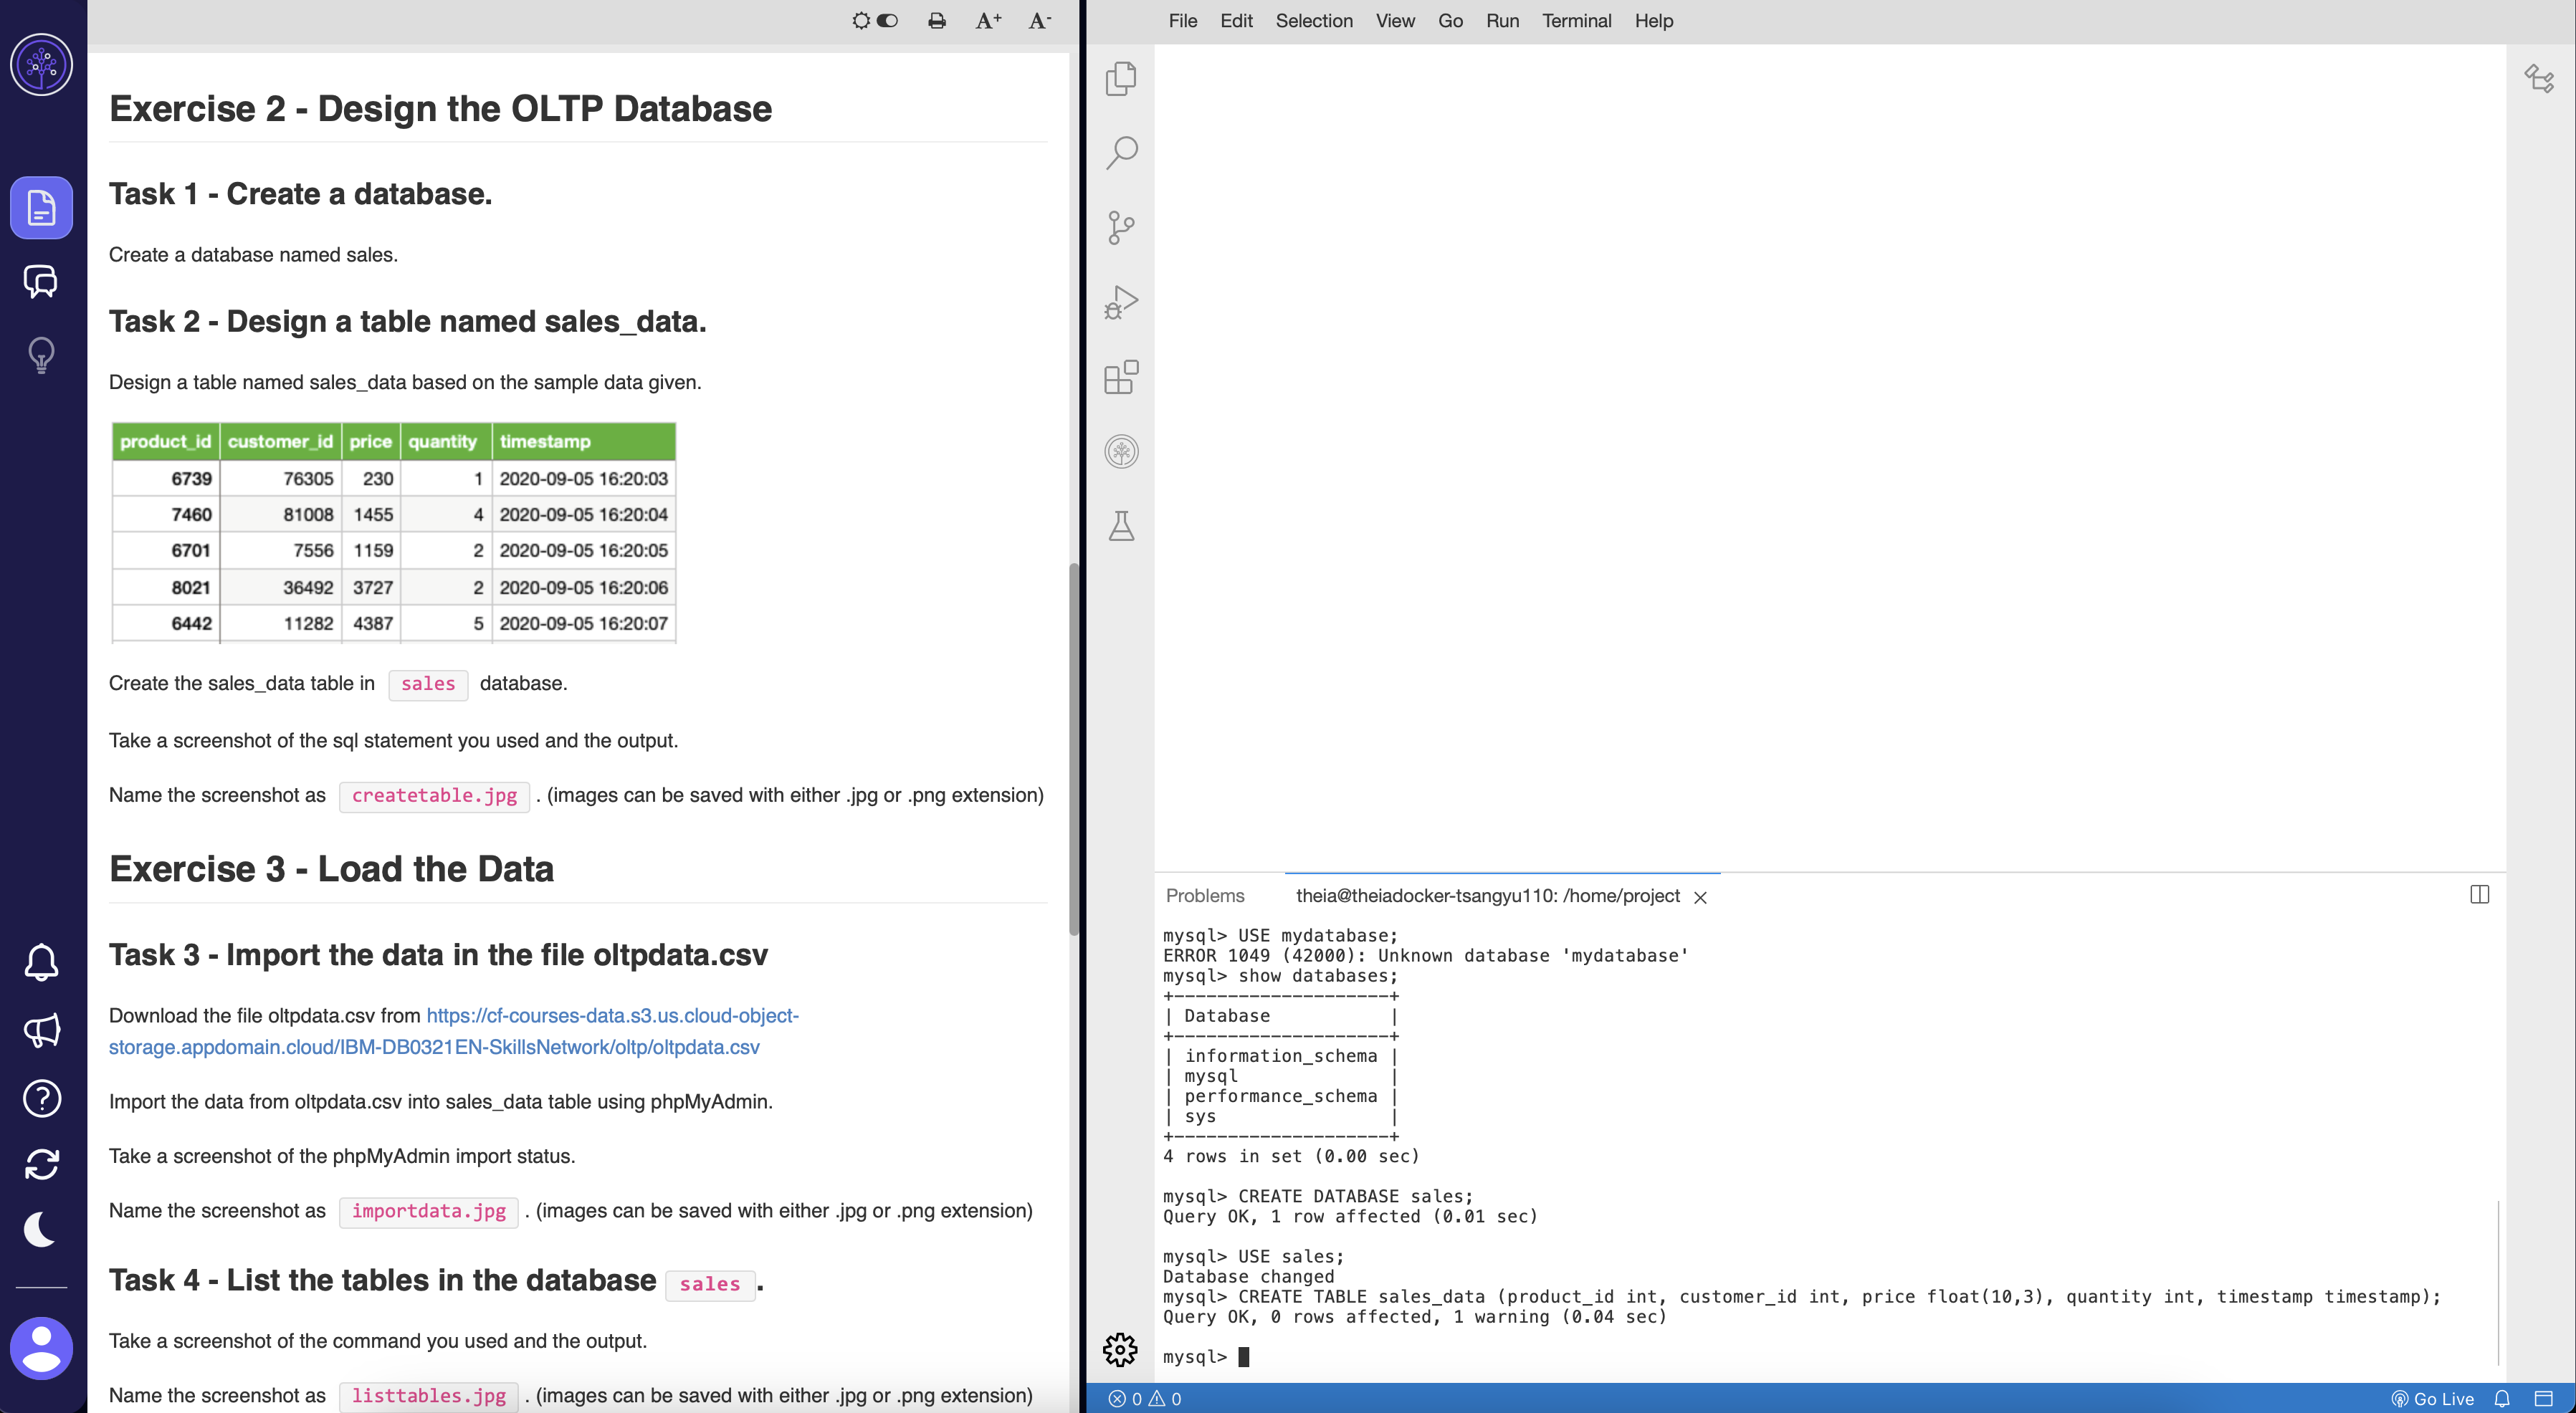 A+ A-
Exercise 2 - Design the OLTP Database
Task 1 - Create a database.
Create a database named sales.
Task 2 - Design a table named sales_data.
Design a table named sales_data based on the sample data given.
product_id customer_id price quantity timestamp
6739 76305 230 1 2020-09-05 16:20:03
7460 81008 1455 4 2020-09-05 16:20:04
6701 7556 1159 2 2020-09-05 16:20:05
8021 36492 3727 2 2020-09-05 16:20:06
6442 11282 4387 5 2020-09-05 16:20:07
Create the sales_data table in sales database.
Take a screenshot of the sql statement you used and the output.
Name the screenshot as createtable.jpg . (images can be saved with either .jpg or .png extension)
Exercise 3 - Load the Data
Task 3 - Import the data in the file oltpdata.csv
Download the file oltpdata.csv from https://cf-courses-data.s3.us.cloud-object-
storage.appdomain.cloud/IBM-DB0321EN-SkillsNetwork/oltp/oltpdata.csv
Import the data from oltpdata.csv into sales_data table using phpMyAdmin.
Take a screenshot of the phpMyAdmin import status.
Name the screenshot as importdata.jpg . (images can be saved with either .jpg or .png extension)
Task 4 - List the tables in the database sales .
Take a screenshot of the command you used and the output.
Name the screenshot as listtables.jpg . (images can be saved with either .jpg or .png extension)
File Edit Selection View Go Run Terminal Help
Problems theia@theiadocker-tsangyu110: /home/project
mysql> USE mydatabase;
ERROR 1049 (42000): Unknown database 'mydatabase'
mysql> show databases;
+--------------------+
| Database           |
+--------------------+
| information_schema |
| mysql              |
| performance_schema |
| sys                |
+--------------------+
4 rows in set (0.00 sec)
mysql> CREATE DATABASE sales;
Query OK, 1 row affected (0.01 sec)
mysql> USE sales;
Database changed
mysql> CREATE TABLE sales_data (product_id int, customer_id int, price float(10,3), quantity int, timestamp timestamp);
Query OK, 0 rows affected, 1 warning (0.04 sec)
mysql>
0 0 Go Live